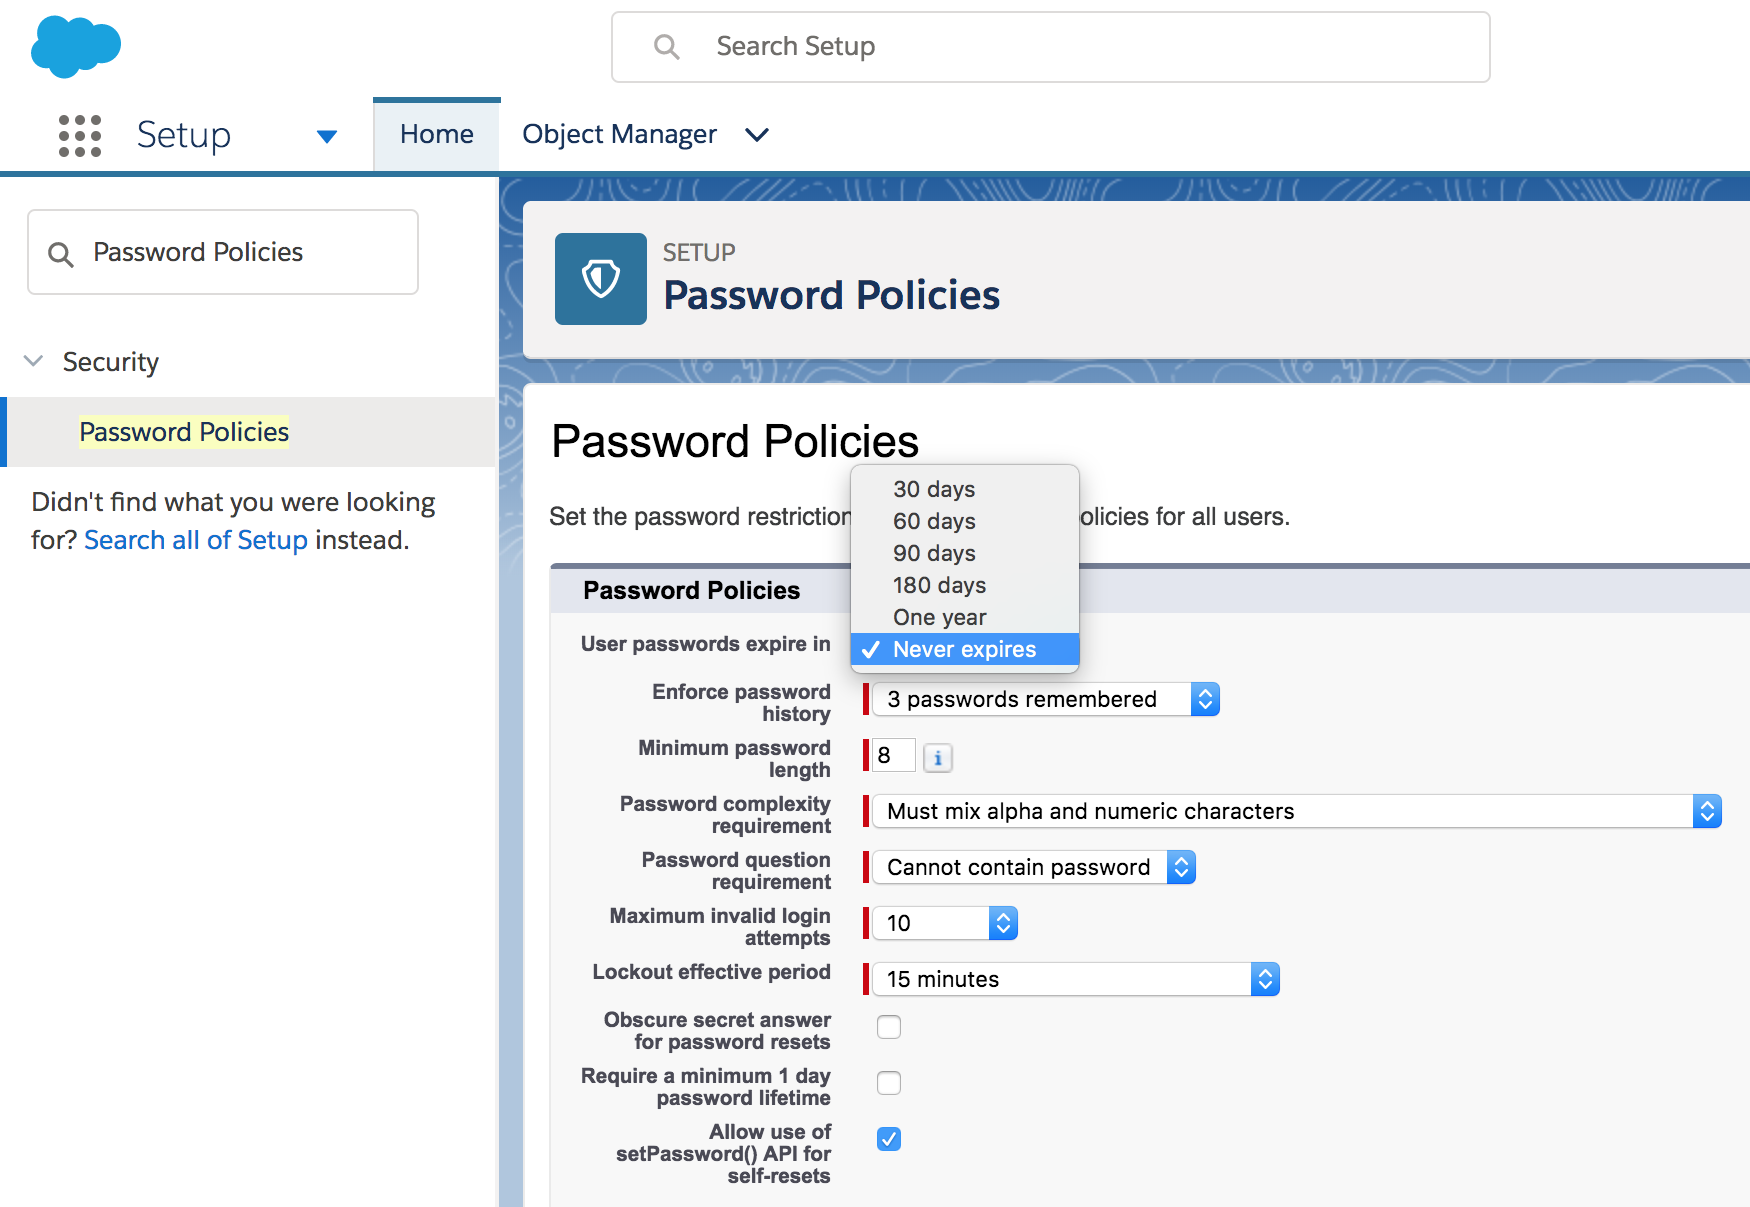 Search Setup
Setup
Home
Object Manager
Password Policies
Security
Password Policies
Didn't find what you were looking
for? Search all of Setup instead.
SETUP
Password Policies
Password Policies
Set the password restriction
olicies for all users.
30 days
60 days
90 days
180 days
One year
✓ Never expires
Password Policies
User passwords expire in
Enforce password
history
3 passwords remembered
Minimum password
length
8
i
Password complexity
requirement
Must mix alpha and numeric characters
Password question
requirement
Cannot contain password
Maximum invalid login
attempts
10
Lockout effective period
15 minutes
Obscure secret answer
for password resets
Require a minimum 1 day
password lifetime
Allow use of
setPassword() API for
self-resets